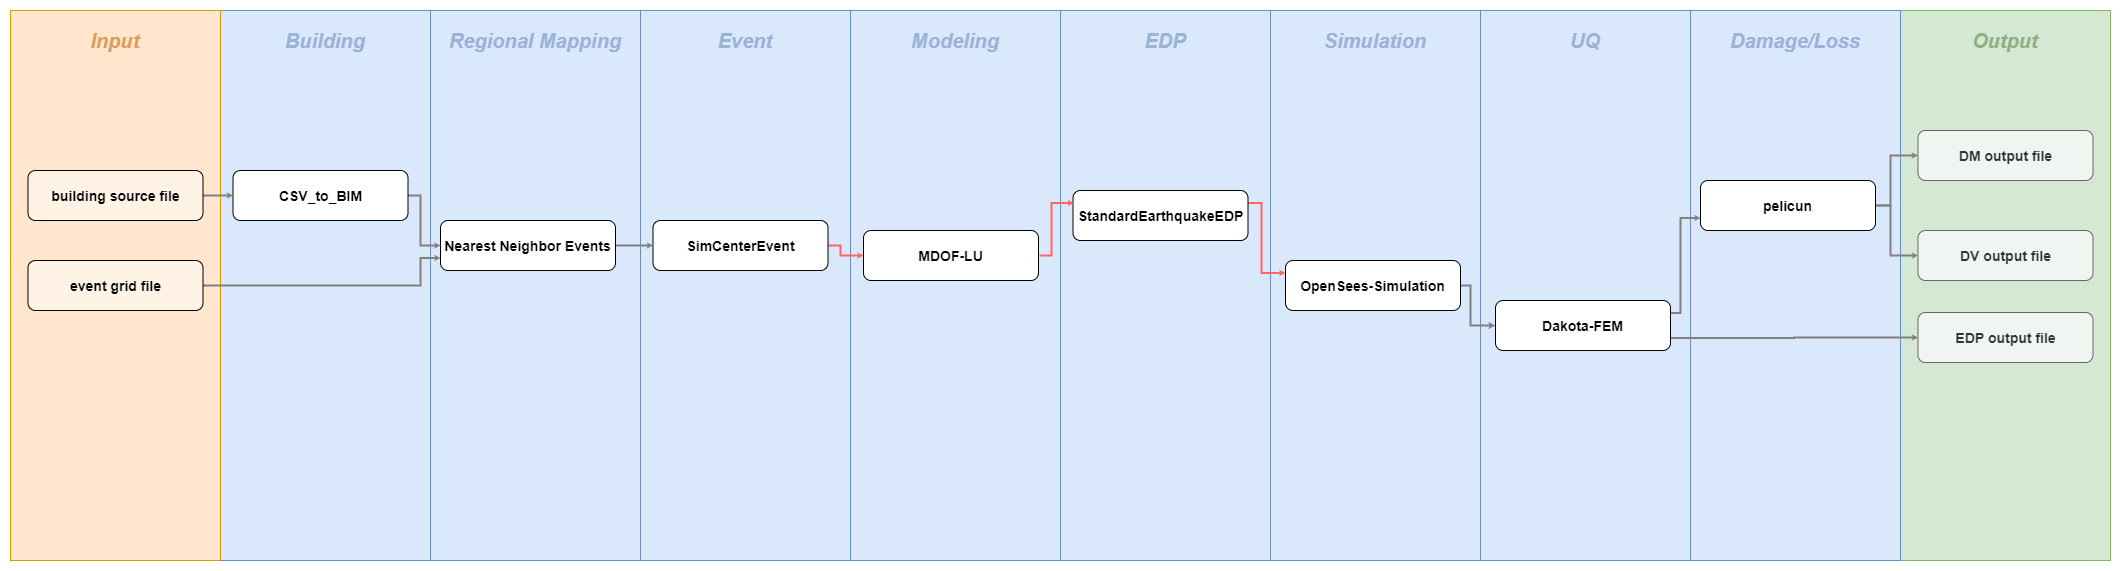 Input
Building
Regional Mapping
Event
Modeling
EDP
Simulation
UQ
Damage/Loss
Output
building source file
event grid file
CSV_to_BIM
Nearest Neighbor Events
SimCenterEvent
MDOF-LU
StandardEarthquakeEDP
OpenSees-Simulation
Dakota-FEM
pelicun
DM output file
DV output file
EDP output file